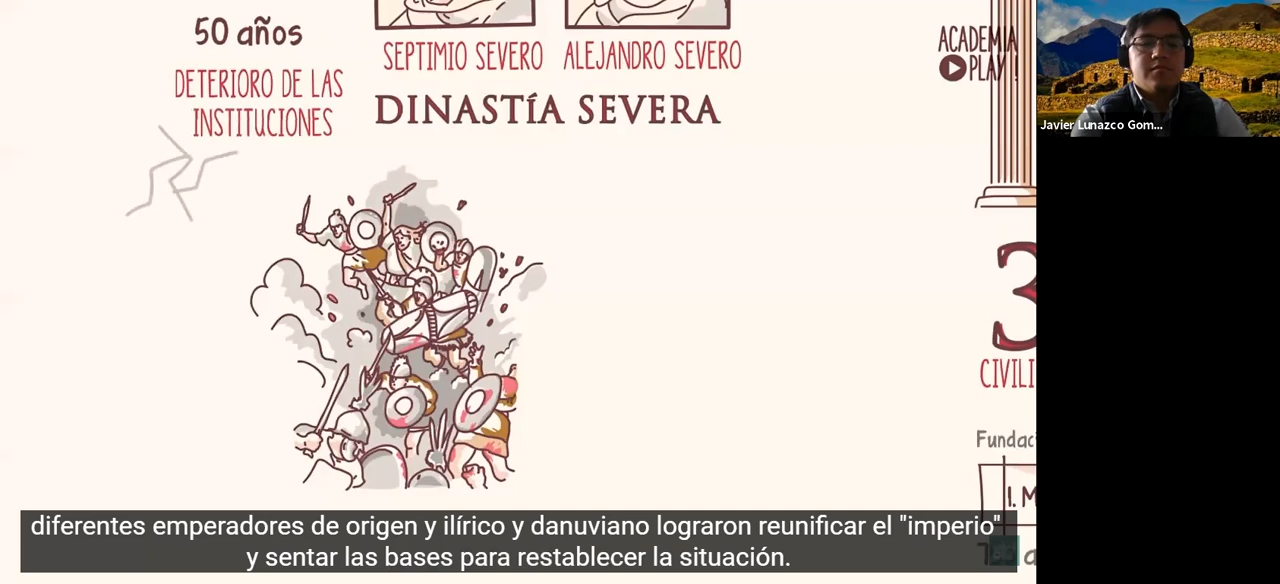 50 años
DETERIORO DE LAS
INSTITUCIONES
SEPTIMIO SEVERO
ALEJANDRO SEVERO
DINASTÍA SEVERA
ACADEMIA
PLAY
Javier Lunazco Gom...
3
CIVILI
Fundac
I. M
diferentes emperadores de origen y ilírico y danuviano lograron reunificar el "imperio"
y sentar las bases para restablecer la situación.